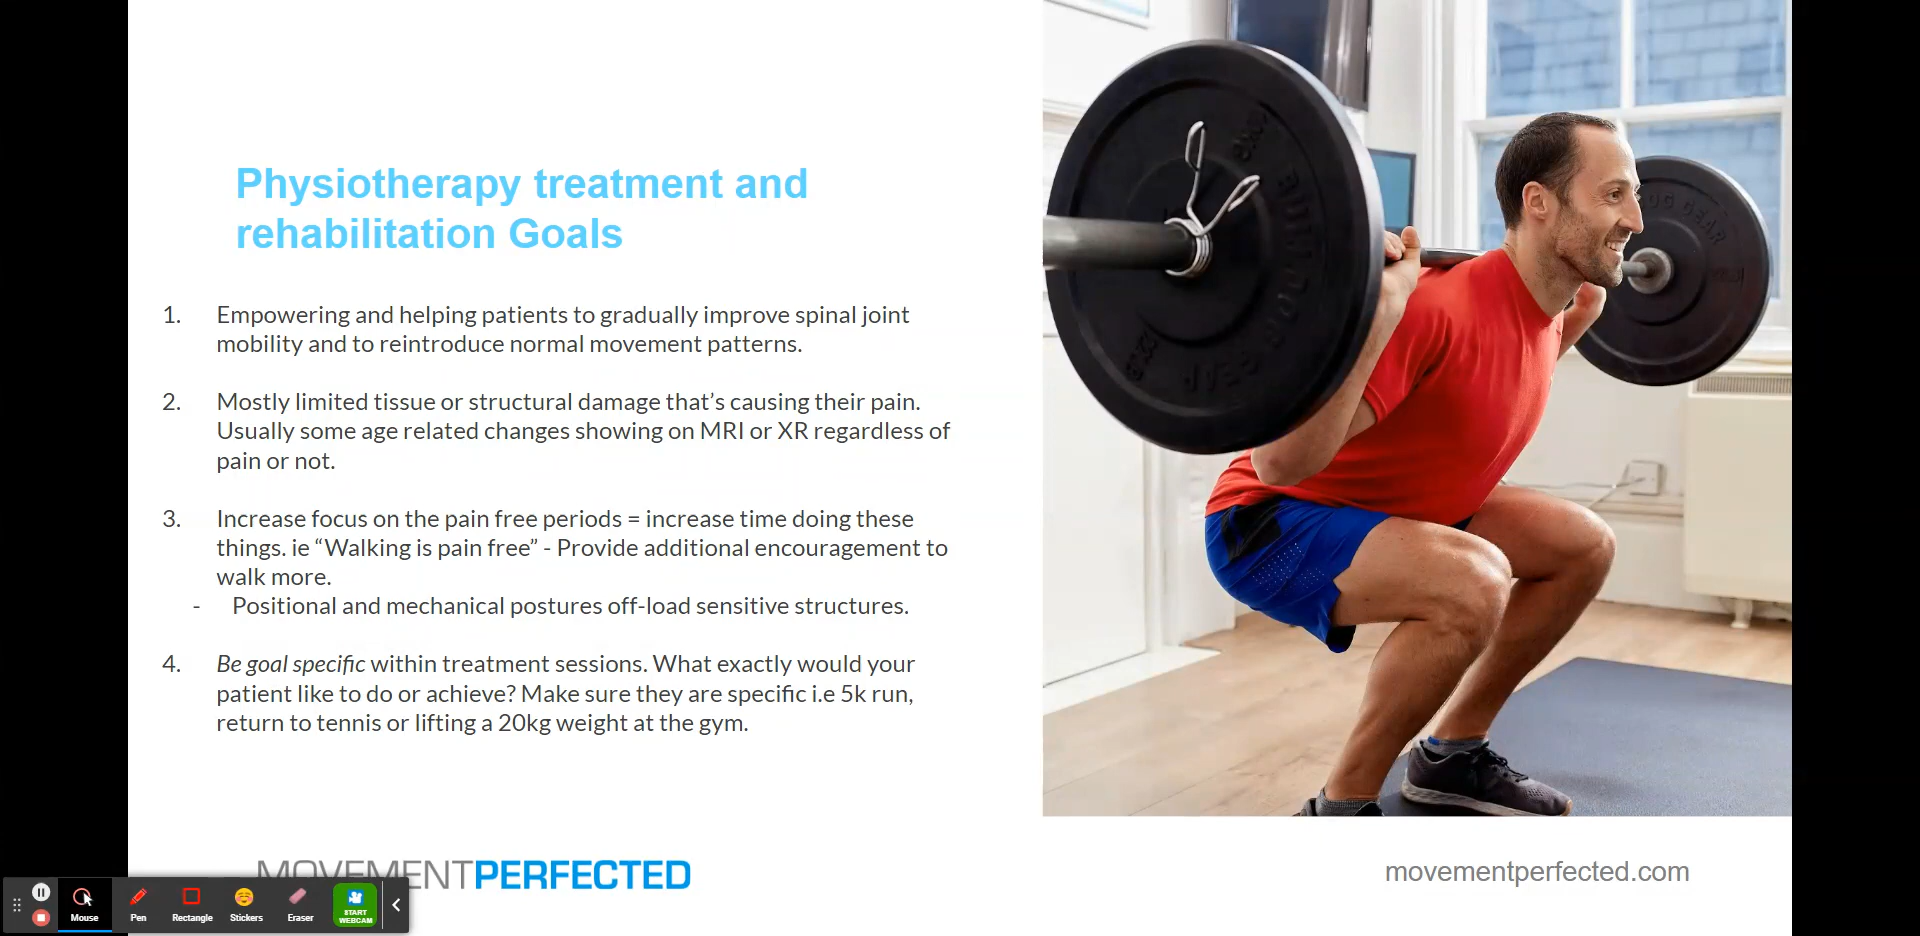 Physiotherapy treatment and
rehabilitation Goals
1. Empowering and helping patients to gradually improve spinal joint
mobility and to reintroduce normal movement patterns.
2. Mostly limited tissue or structural damage that’s causing their pain.
Usually some age related changes showing on MRI or XR regardless of
pain or not.
3. Increase focus on the pain free periods = increase time doing these
things. ie “Walking is pain free” - Provide additional encouragement to
walk more.
- Positional and mechanical postures off-load sensitive structures.
4. Be goal specific within treatment sessions. What exactly would your
patient like to do or achieve? Make sure they are specific i.e 5k run,
return to tennis or lifting a 20kg weight at the gym.
BULLDOG GEAR
MOVEMENTPERFECTED
movementperfected.com
Mouse
Pen
Rectangle
Stickers
Eraser
START
WEBCAM